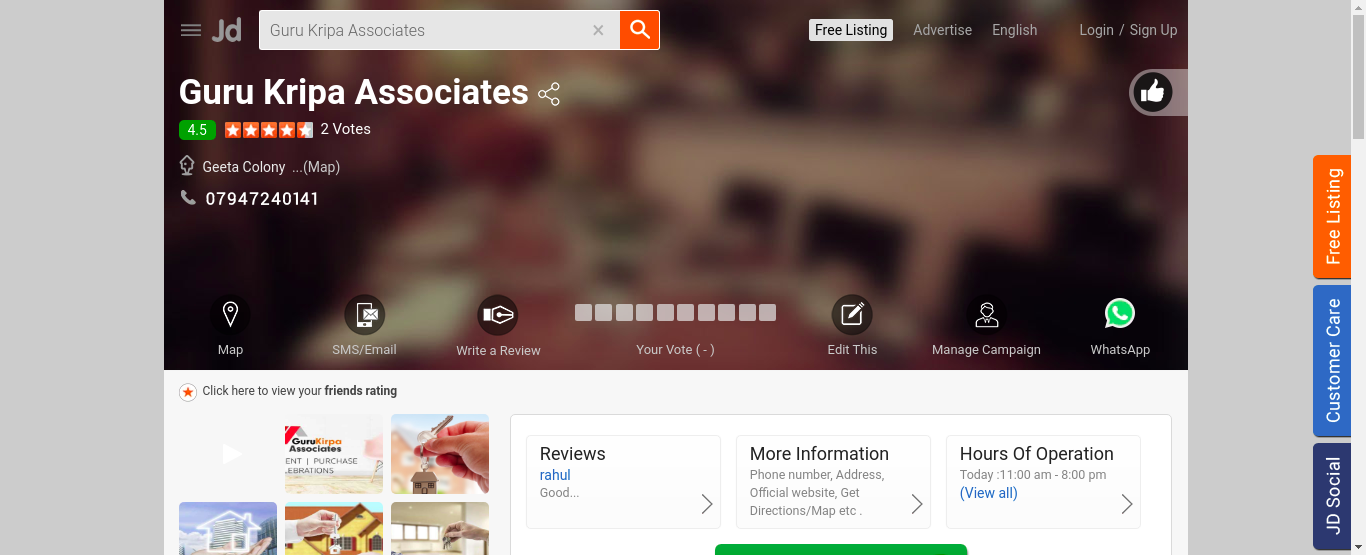 Jd
Guru Kripa Associates
Free Listing
Advertise
English
Login / Sign Up
Guru Kripa Associates
4.5
2 Votes
Geeta Colony ...(Map)
07947240141
Map
SMS/Email
Write a Review
Your Vote ( - )
Edit This
Manage Campaign
WhatsApp
Free Listing
Customer Care
JD Social
Click here to view your friends rating
GuruKirpa
Associates
ENT | PURCHASE
LEBRATIONS
Reviews
rahul
Good...
More Information
Phone number, Address,
Official website, Get
Directions/Map etc .
Hours Of Operation
Today :11:00 am - 8:00 pm
(View all)